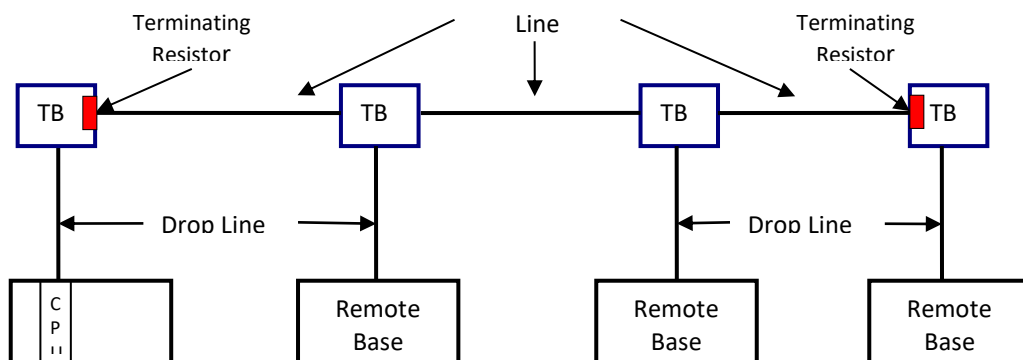 Terminating
Resistor
Line
Terminating
Resistor
TB
TB
TB
TB
Drop Line
Drop Line
C
P
U
Remote
Base
Remote
Base
Remote
Base